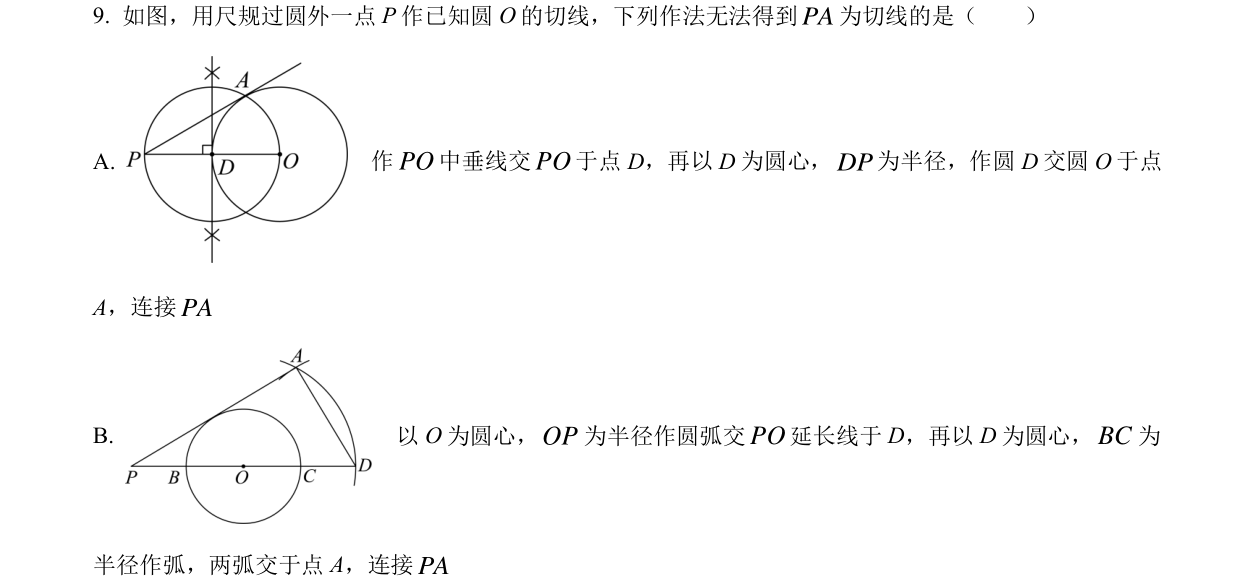 9. 如图，用尺规过圆外一点 P 作已知圆 O 的切线，下列作法无法得到 PA 为切线的是（　　）
A
A. P D O 作 PO 中垂线交 PO 于点 D，再以 D 为圆心， DP 为半径，作圆 D 交圆 O 于点
A，连接 PA
A
B. 以 O 为圆心， OP 为半径作圆弧交 PO 延长线于 D，再以 D 为圆心， BC 为
P B O C D
半径作弧，两弧交于点 A，连接 PA